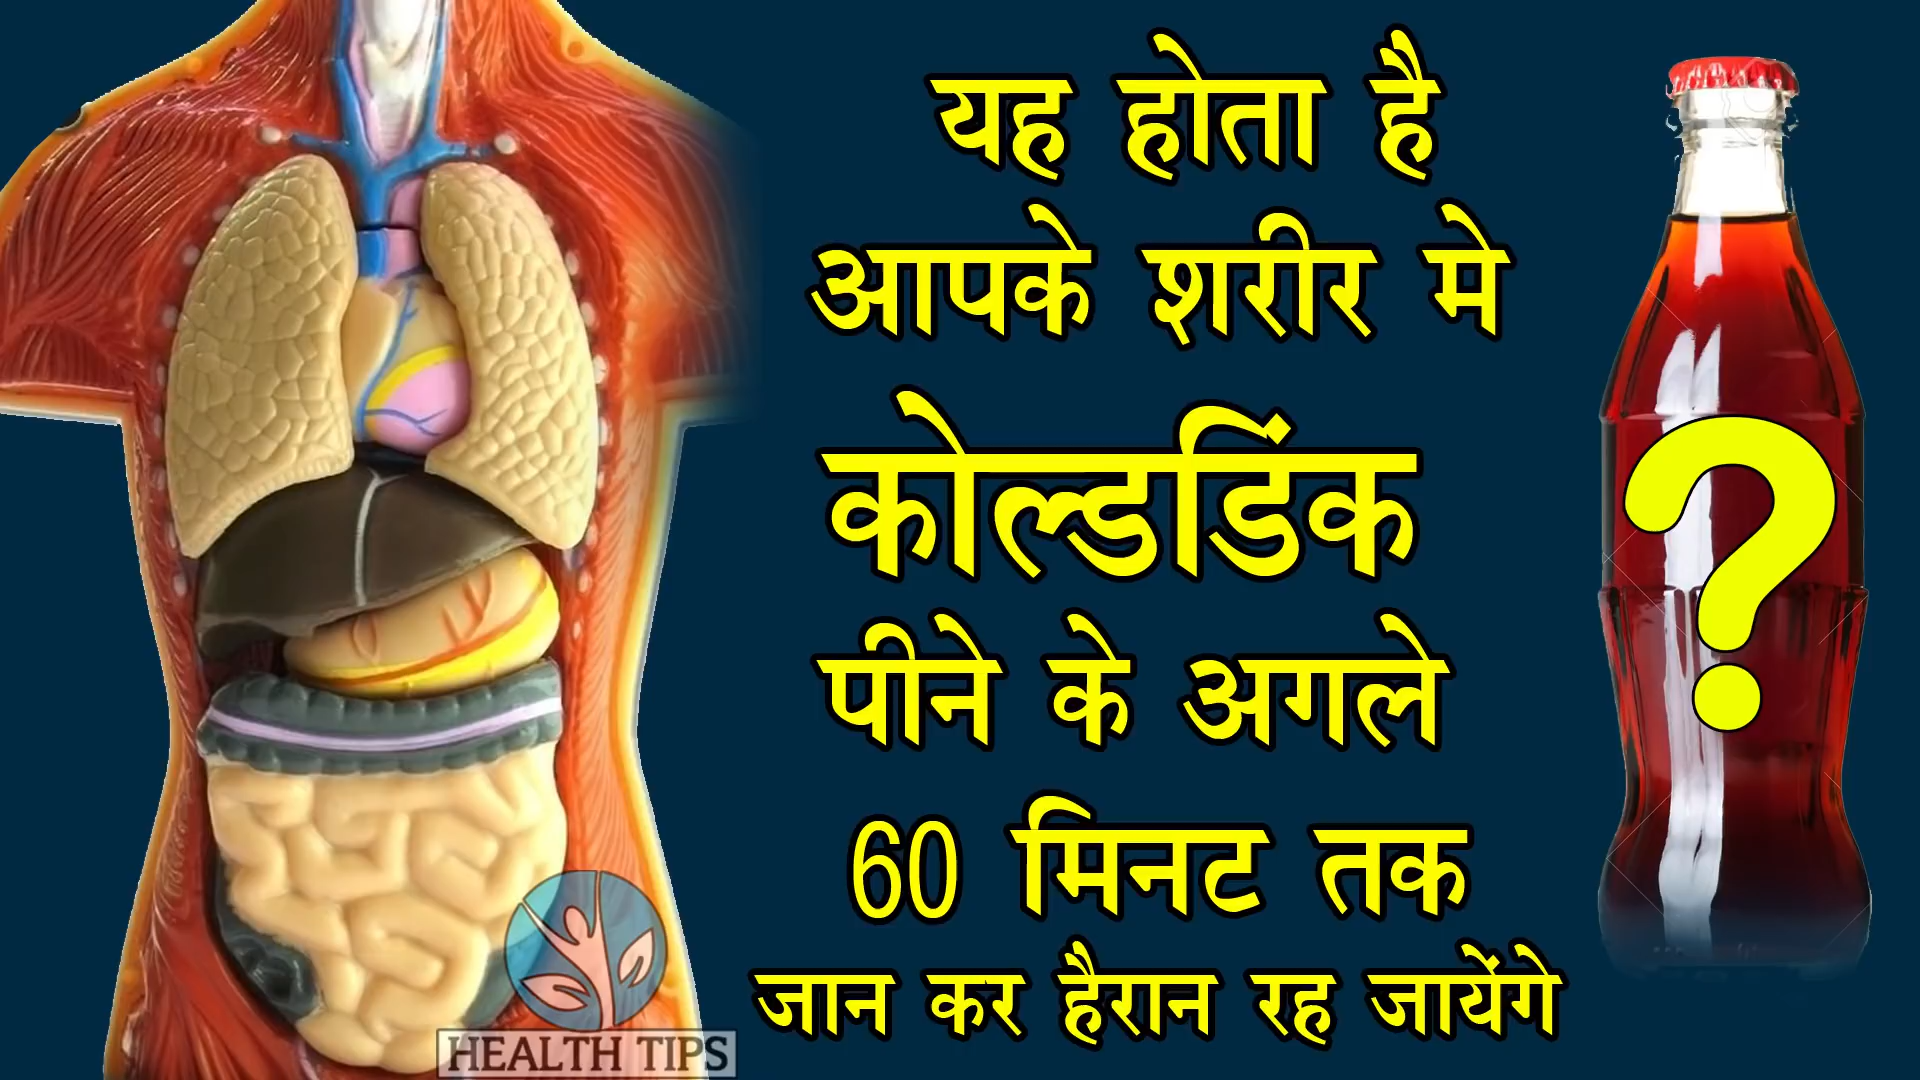 यह होता है
आपके शरीर मे
कोल्डडिंक
पीने के अगले
60 मिनट तक
जान कर हैरान रह जायेंगे
HEALTH TIPS